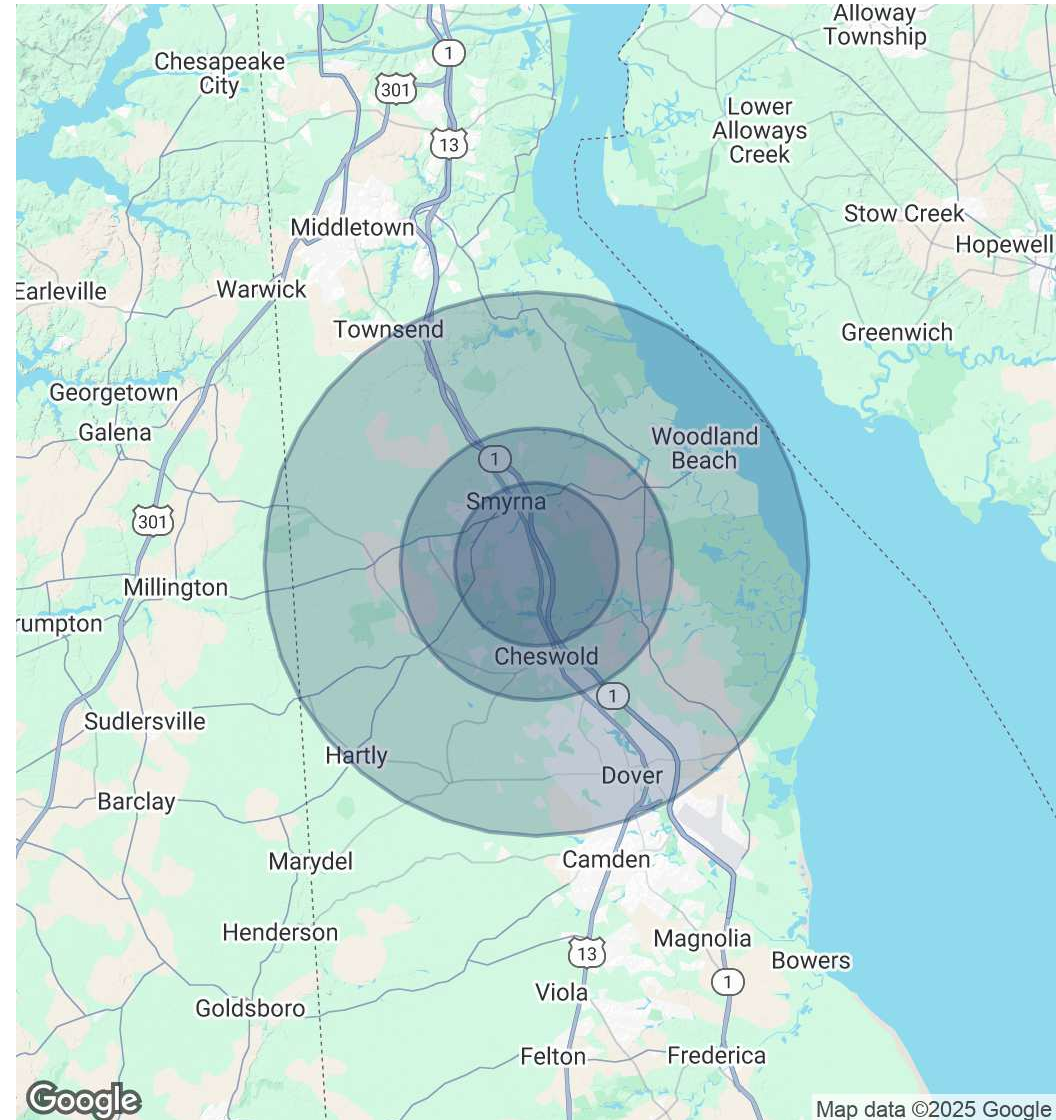 Alloway
Township
1
Chesapeake
City
301
Lower
Alloways
Creek
13
Stow Creek
Middletown
Hopewell
Earleville
Warwick
Townsend
Greenwich
Georgetown
Galena
Woodland
Beach
1
Smyrna
301
Millington
rumpton
Cheswold
1
Sudlersville
Hartly
Dover
Barclay
Marydel
Camden
Henderson
Magnolia
13
Bowers
1
Viola
Goldsboro
Felton
Frederica
Google
Map data ©2025 Google